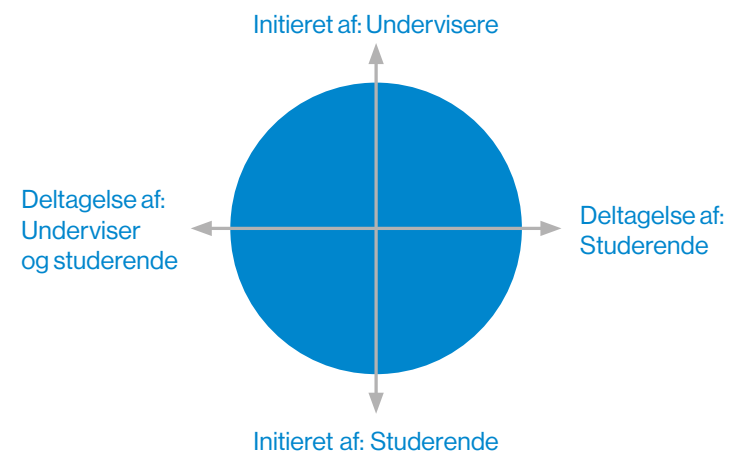 Initieret af: Undervisere
Deltagelse af:
Underviser
og studerende
Deltagelse af:
Studerende
Initieret af: Studerende